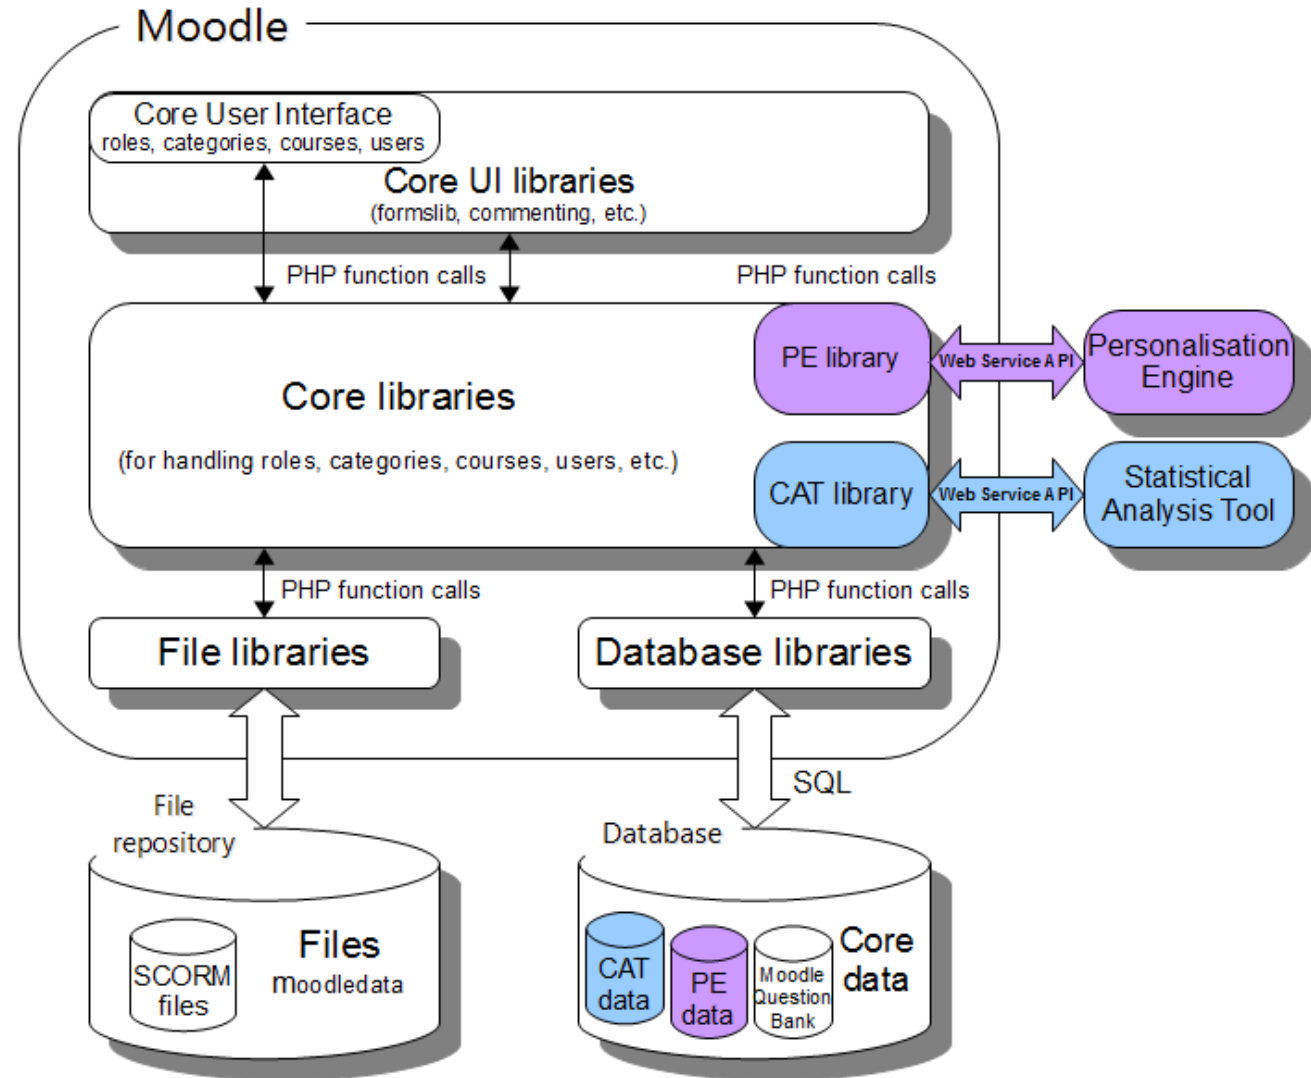 Moodle
Core User Interface
roles, categories, courses, users
Core UI libraries
(formslib, commenting, etc.)
PHP function calls
PHP function calls
Core libraries
(for handling roles, categories, courses, users, etc.)
PE library
Web Service API
Personalisation
Engine
CAT library
Web Service API
Statistical
Analysis Tool
PHP function calls
PHP function calls
File libraries
Database libraries
SQL
File
repository
Database
SCORM
files
Files
moodledata
CAT
data
PE
data
Moodle
Question
Bank
Core
data